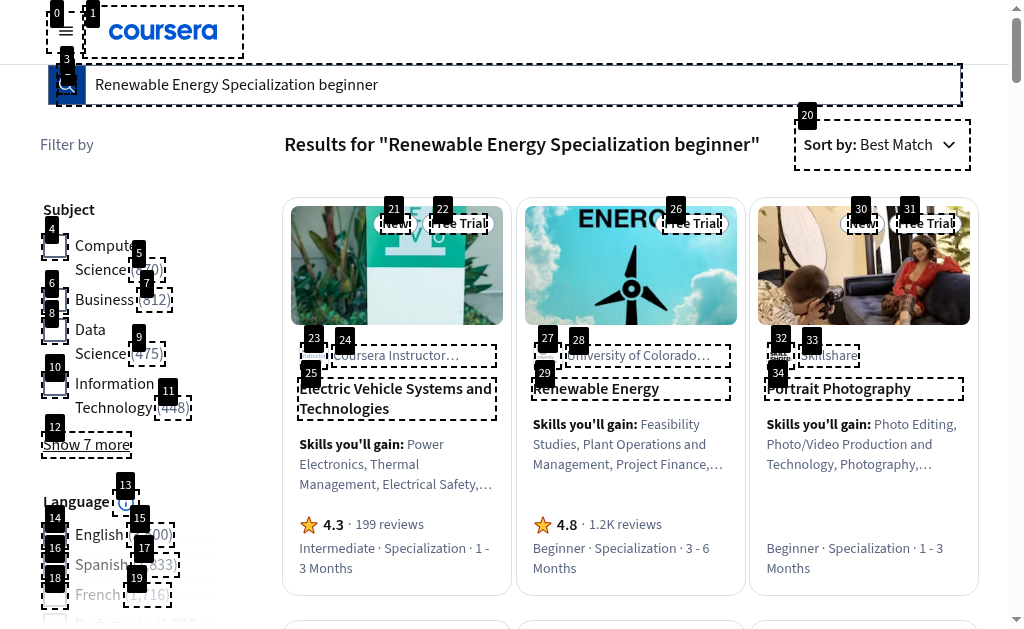 0
1
coursera
3
Renewable Energy Specialization beginner
20
Filter by
Results for "Renewable Energy Specialization beginner"
Sort by: Best Match
Subject
4
Compute
5
Science
6
7
Business (812)
8
Data
9
Science (475)
10
Information
11
Technology (448)
12
Show 7 more
13
Language
14
15
English
16
17
Spanish
18
19
French (1,716)
21
22
New
Free Trial
23
24
Coursera Instructor…
25
Electric Vehicle Systems and
Technologies
Skills you'll gain: Power
Electronics, Thermal
Management, Electrical Safety,…
4.3 · 199 reviews
Intermediate · Specialization · 1 -
3 Months
26
Free Trial
ENERG
27
28
University of Colorado…
29
Renewable Energy
Skills you'll gain: Feasibility
Studies, Plant Operations and
Management, Project Finance,…
4.8 · 1.2K reviews
Beginner · Specialization · 3 - 6
Months
30
31
New
Free Trial
32
33
Skillshare
34
Portrait Photography
Skills you'll gain: Photo Editing,
Photo/Video Production and
Technology, Photography,…
Beginner · Specialization · 1 - 3
Months